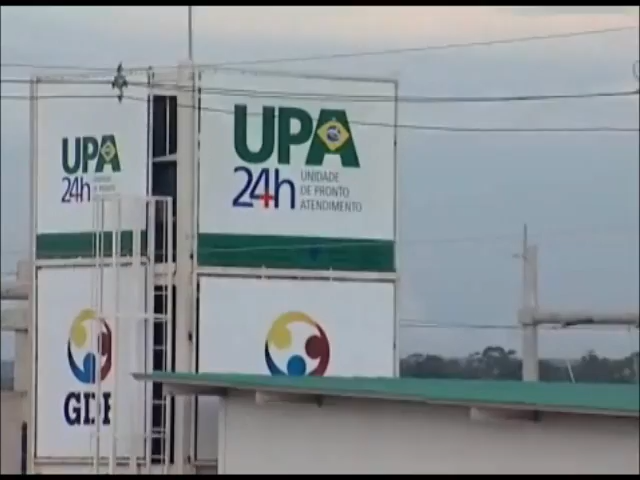 UPA
24h
UPA
24h
UNIDADE
DE PRONTO
ATENDIMENTO
GDF